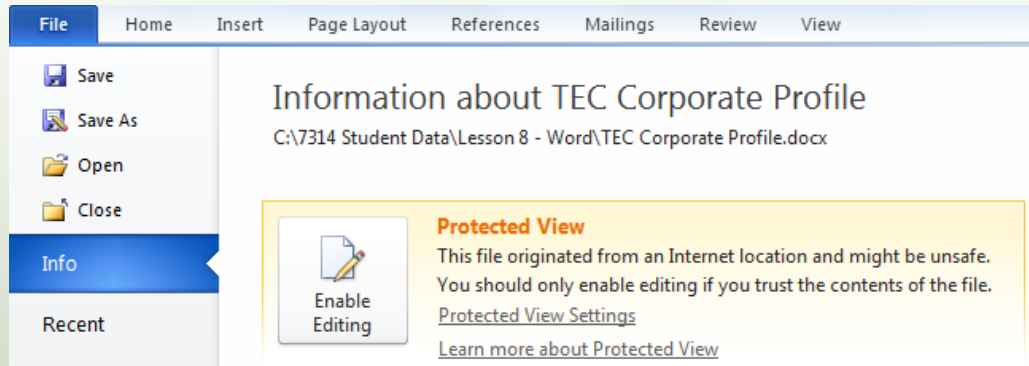 File Home Insert Page Layout References Mailings Review View
Save
Save As
Open
Close
Info
Recent
Information about TEC Corporate Profile
C:\7314 Student Data\Lesson 8 - Word\TEC Corporate Profile.docx
Enable
Editing
Protected View
This file originated from an Internet location and might be unsafe.
You should only enable editing if you trust the contents of the file.
Protected View Settings
Learn more about Protected View